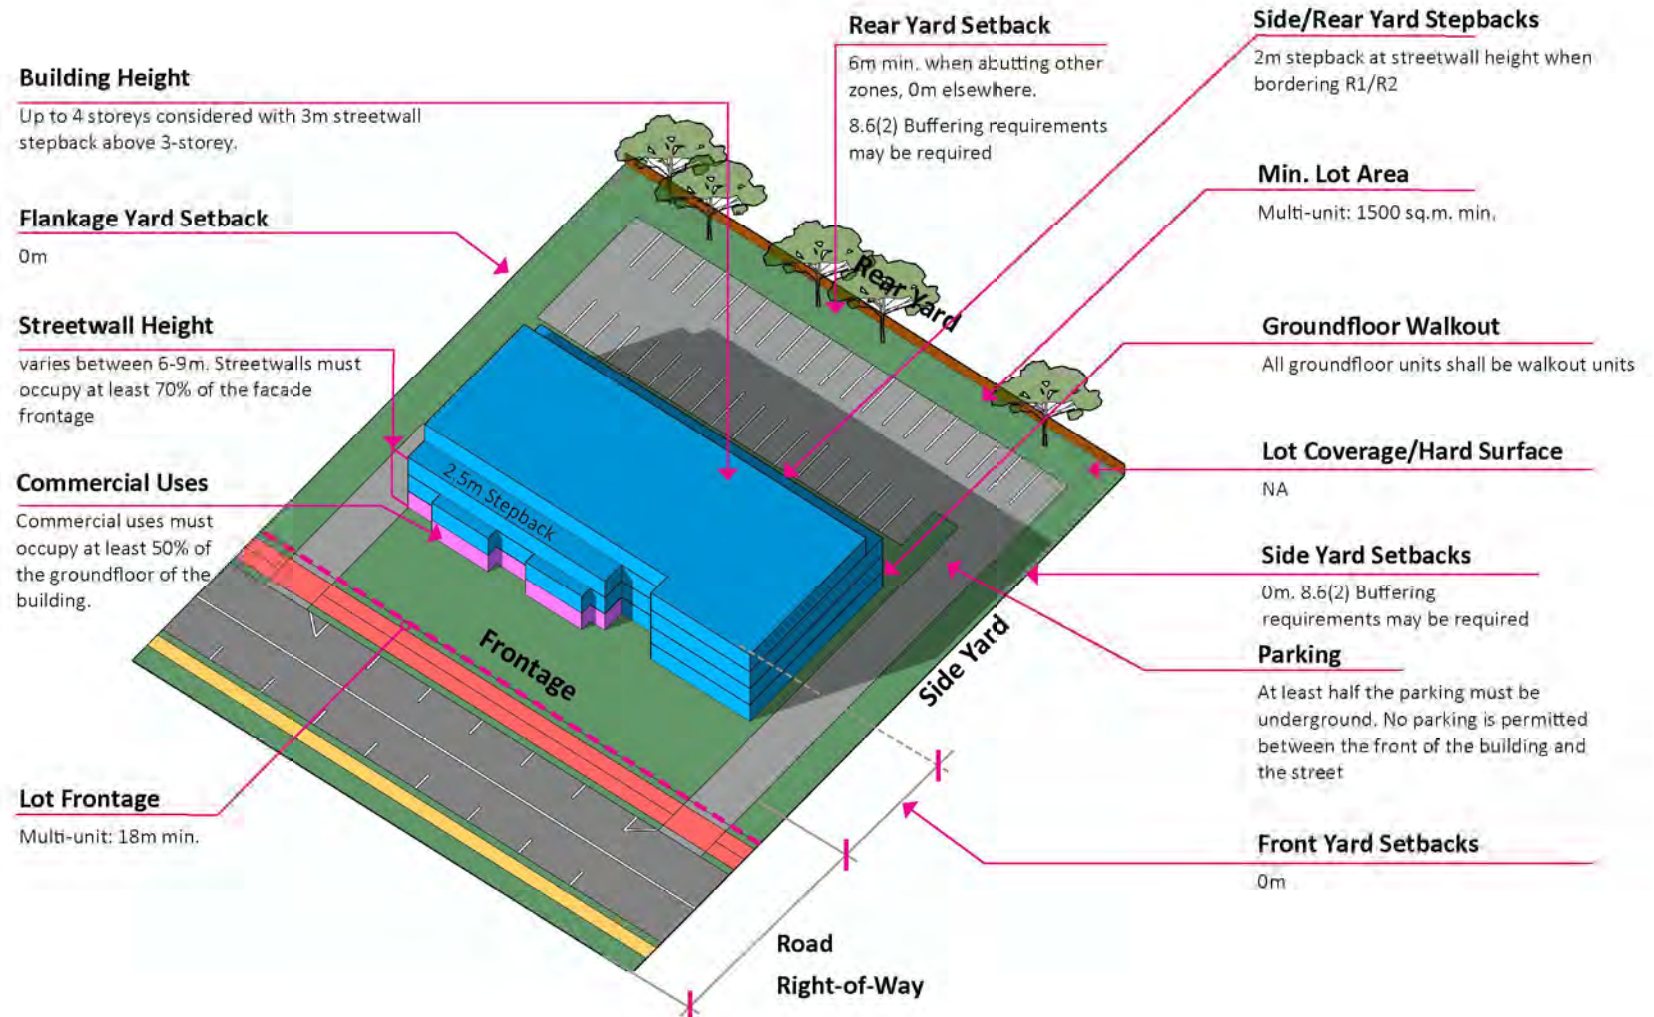 Building Height
Up to 4 storeys considered with 3m streetwall
stepback above 3-storey.
Flankage Yard Setback
0m
Streetwall Height
varies between 6-9m. Streetwalls must
occupy at least 70% of the facade
frontage
Commercial Uses
Commercial uses must
occupy at least 50% of
the groundfloor of the
building.
Lot Frontage
Multi-unit: 18m min.
Rear Yard Setback
6m min. when abutting other
zones, 0m elsewhere.
8.6(2) Buffering requirements
may be required
Rear Yard
2.5m Stepback
Frontage
Side Yard
Road
Right-of-Way
Side/Rear Yard Stepbacks
2m stepback at streetwall height when
bordering R1/R2
Min. Lot Area
Multi-unit: 1500 sq.m. min.
Groundfloor Walkout
All groundfloor units shall be walkout units
Lot Coverage/Hard Surface
NA
Side Yard Setbacks
0m. 8.6(2) Buffering
requirements may be required
Parking
At least half the parking must be
underground. No parking is permitted
between the front of the building and
the street
Front Yard Setbacks
0m